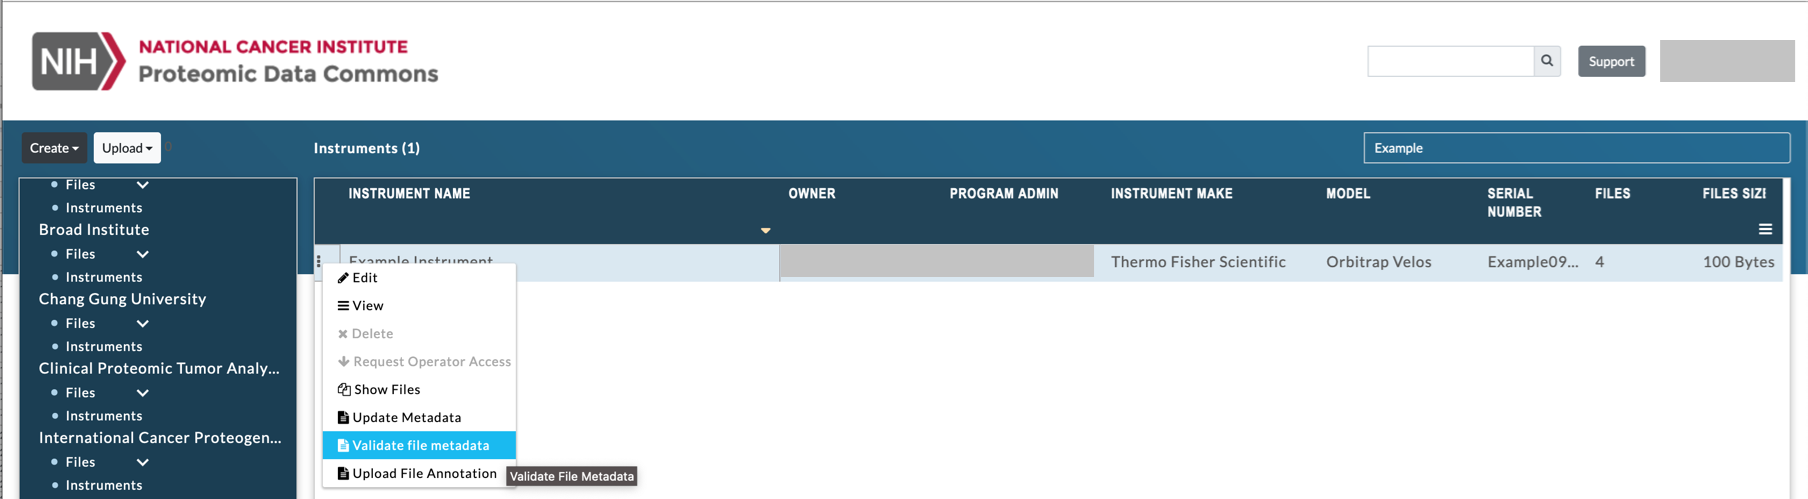 NIH
NATIONAL CANCER INSTITUTE
Proteomic Data Commons
Support
Create
Upload
Instruments (1)
Example
Files
Instruments
Broad Institute
Files
Instruments
Chang Gung University
Files
Instruments
Clinical Proteomic Tumor Analy...
Files
Instruments
International Cancer Proteogen...
Files
Instruments
INSTRUMENT NAME OWNER PROGRAM ADMIN INSTRUMENT MAKE MODEL SERIAL NUMBER FILES FILES SIZE
Example Instrument Thermo Fisher Scientific Orbitrap Velos Example09... 4 100 Bytes
Edit
View
Delete
Request Operator Access
Show Files
Update Metadata
Validate file metadata
Upload File Annotation
Validate File Metadata